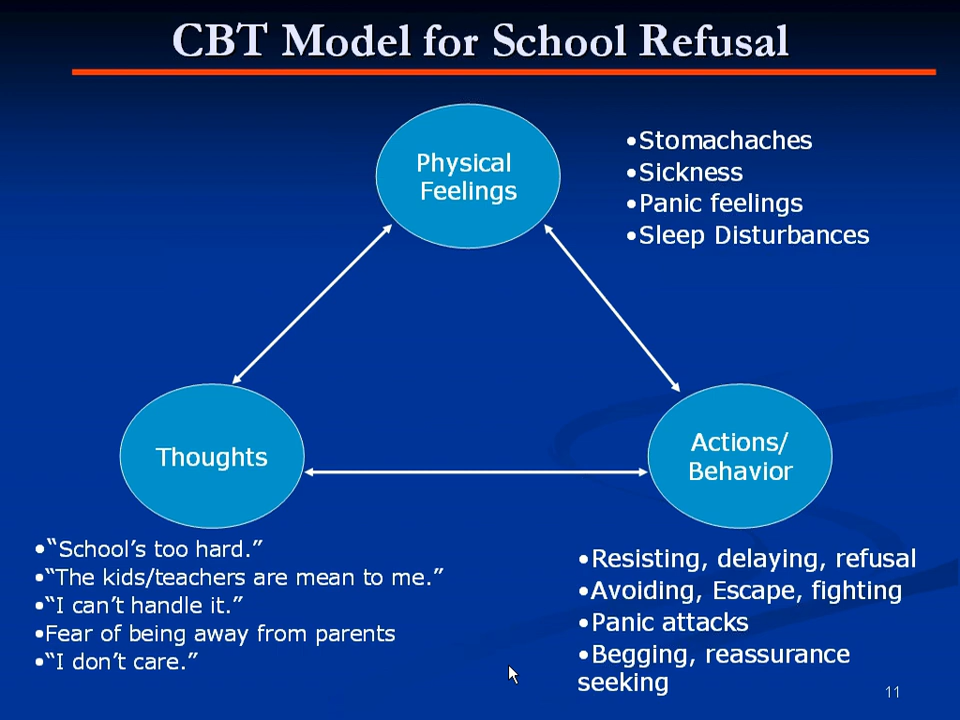 CBT Model for School Refusal
Physical
Feelings
•Stomachaches
•Sickness
•Panic feelings
•Sleep Disturbances
Thoughts
Actions/
Behavior
•“School’s too hard.”
•“The kids/teachers are mean to me.”
•“I can’t handle it.”
•Fear of being away from parents
•“I don’t care.”
•Resisting, delaying, refusal
•Avoiding, Escape, fighting
•Panic attacks
•Begging, reassurance
seeking
11